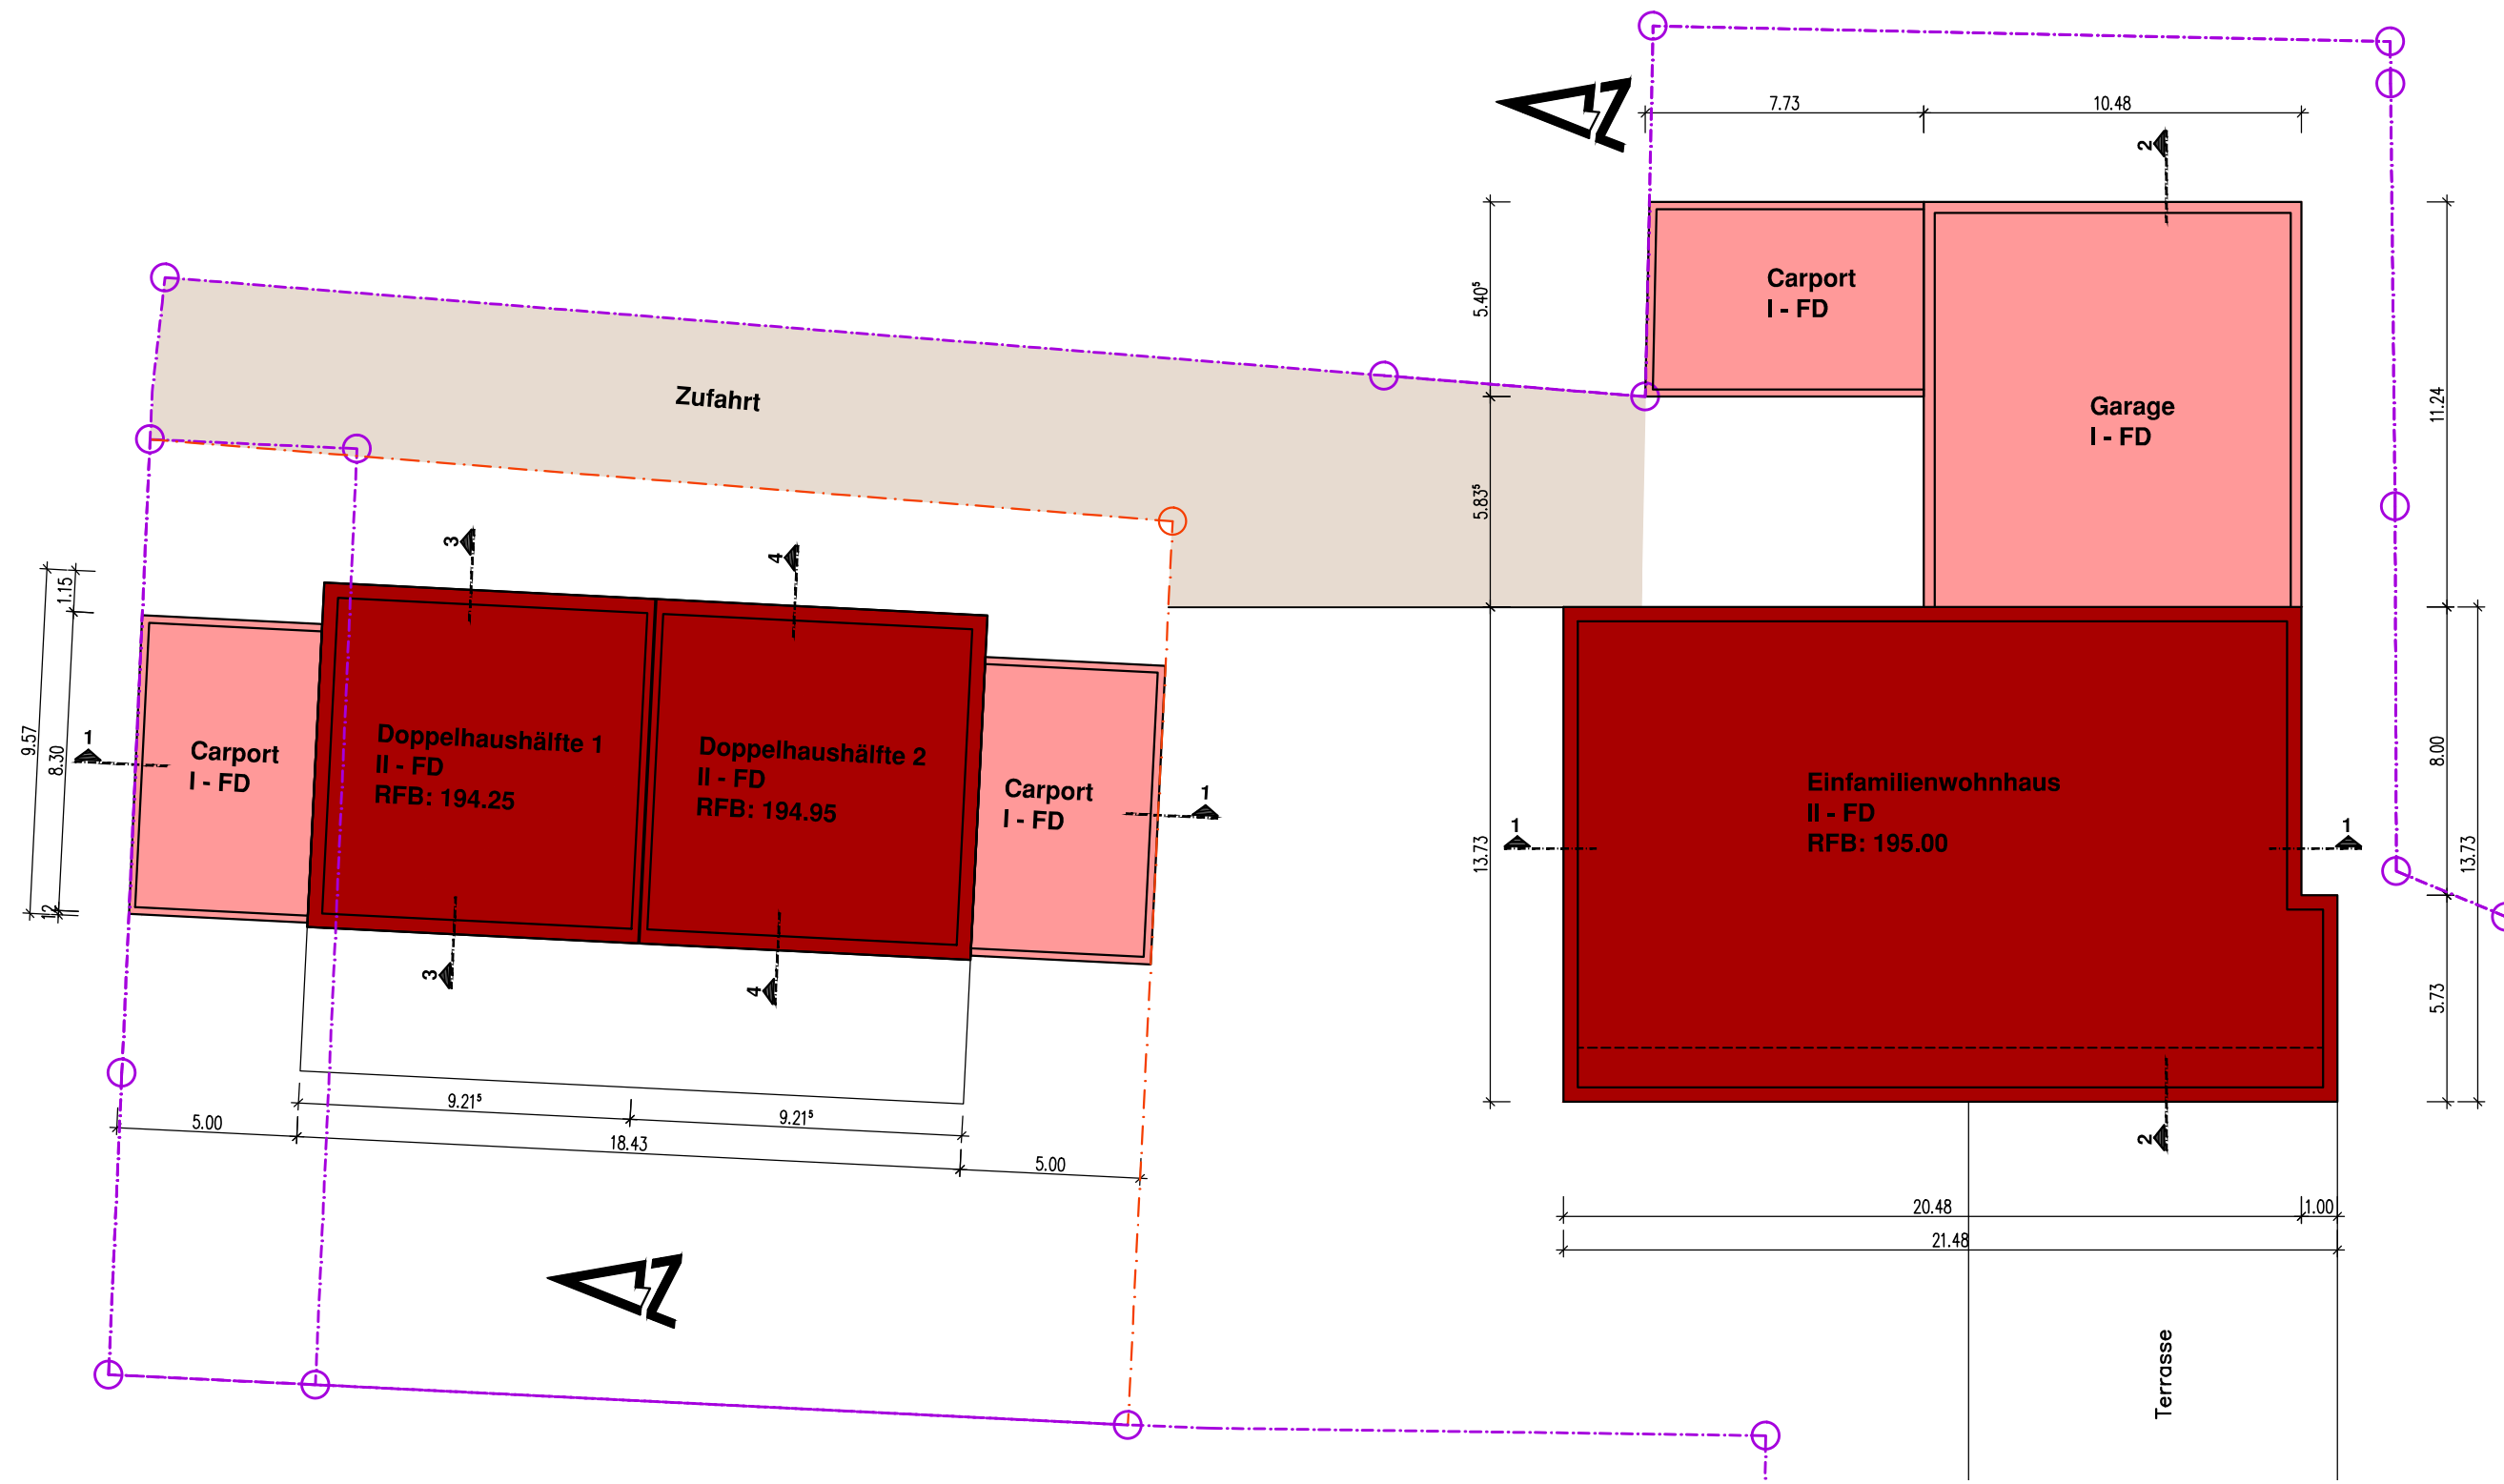 7.73
10.48
2
Carport
I - FD
5.40⁵
Zufahrt
Garage
I - FD
11.24
5.83⁵
3
4
1.15
9.57
8.30
12
1
Carport
I - FD
Doppelhaushälfte 1
II - FD
RFB: 194.25
Doppelhaushälfte 2
II - FD
RFB: 194.95
Carport
I - FD
1
1
13.73
Einfamilienwohnhaus
II - FD
RFB: 195.00
1
8.00
13.73
5.73
3
4
9.21⁵
9.21⁵
5.00
18.43
5.00
2
20.48
1.00
21.48
Terrasse